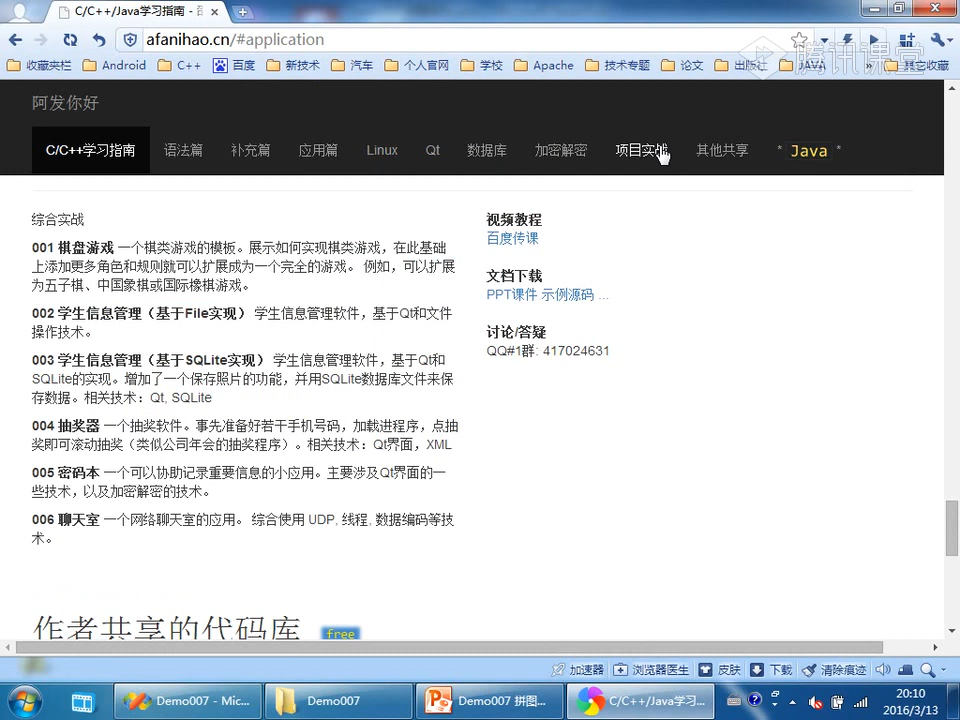 C/C++/Java学习指南 - 百
afanihao.cn/#application
腾讯课堂
收藏夹栏 Android C++ 百度 新技术 汽车 个人官网 学校 Apache 技术专题 论文 出版社 JAVA » 其它收藏
阿发你好
C/C++学习指南 语法篇 补充篇 应用篇 Linux Qt 数据库 加密解密 项目实战 其他共享 * Java *
综合实战
001 棋盘游戏 一个棋类游戏的模板。展示如何实现棋类游戏，在此基础
上添加更多角色和规则就可以扩展成为一个完全的游戏。 例如，可以扩展
为五子棋、中国象棋或国际橡棋游戏。
002 学生信息管理（基于File实现） 学生信息管理软件，基于Qt和文件
操作技术。
003 学生信息管理（基于SQLite实现） 学生信息管理软件，基于Qt和
SQLite的实现。增加了一个保存照片的功能，并用SQLite数据库文件来保
存数据。相关技术：Qt, SQLite
004 抽奖器 一个抽奖软件。事先准备好若干手机号码，加载进程序，点抽
奖即可滚动抽奖（类似公司年会的抽奖程序）。相关技术：Qt界面，XML
005 密码本 一个可以协助记录重要信息的小应用。主要涉及Qt界面的一
些技术，以及加密解密的技术。
006 聊天室 一个网络聊天室的应用。 综合使用 UDP, 线程, 数据编码等技
术。
视频教程
百度传课
文档下载
PPT课件 示例源码 ...
讨论/答疑
QQ#1群: 417024631
作者共享的代码库 free
加速器 浏览器医生 皮肤 下载 清除痕迹
Demo007 - Mic... Demo007 Demo007 拼图... C/C++/Java学习...
20:10
2016/3/13